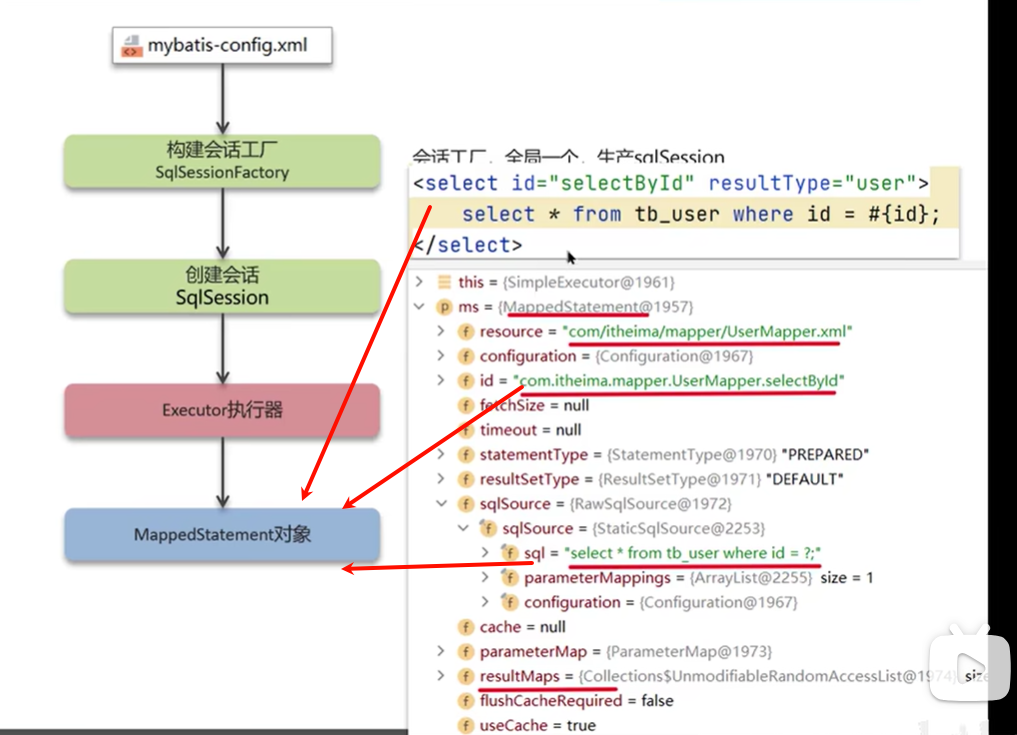 mybatis-config.xml
构建会话工厂
SqlSessionFactory
创建会话
SqlSession
Executor执行器
MappedStatement对象
会话工厂，全局一个，生产sqlSession
<select id="selectById" resultType="user">
select * from tb_user where id = #{id};
</select>
this = {SimpleExecutor@1961}
ms = {MappedStatement@1957}
resource = "com/itheima/mapper/UserMapper.xml"
configuration = {Configuration@1967}
id = "com.itheima.mapper.UserMapper.selectById"
fetchSize = null
timeout = null
statementType = {StatementType@1970} "PREPARED"
resultSetType = {ResultSetType@1971} "DEFAULT"
sqlSource = {RawSqlSource@1972}
sqlSource = {StaticSqlSource@2253}
sql = "select * from tb_user where id = ?;"
parameterMappings = {ArrayList@2255} size = 1
configuration = {Configuration@1967}
cache = null
parameterMap = {ParameterMap@1973}
resultMaps = {Collections$UnmodifiableRandomAccessList@1974} size
flushCacheRequired = false
useCache = true